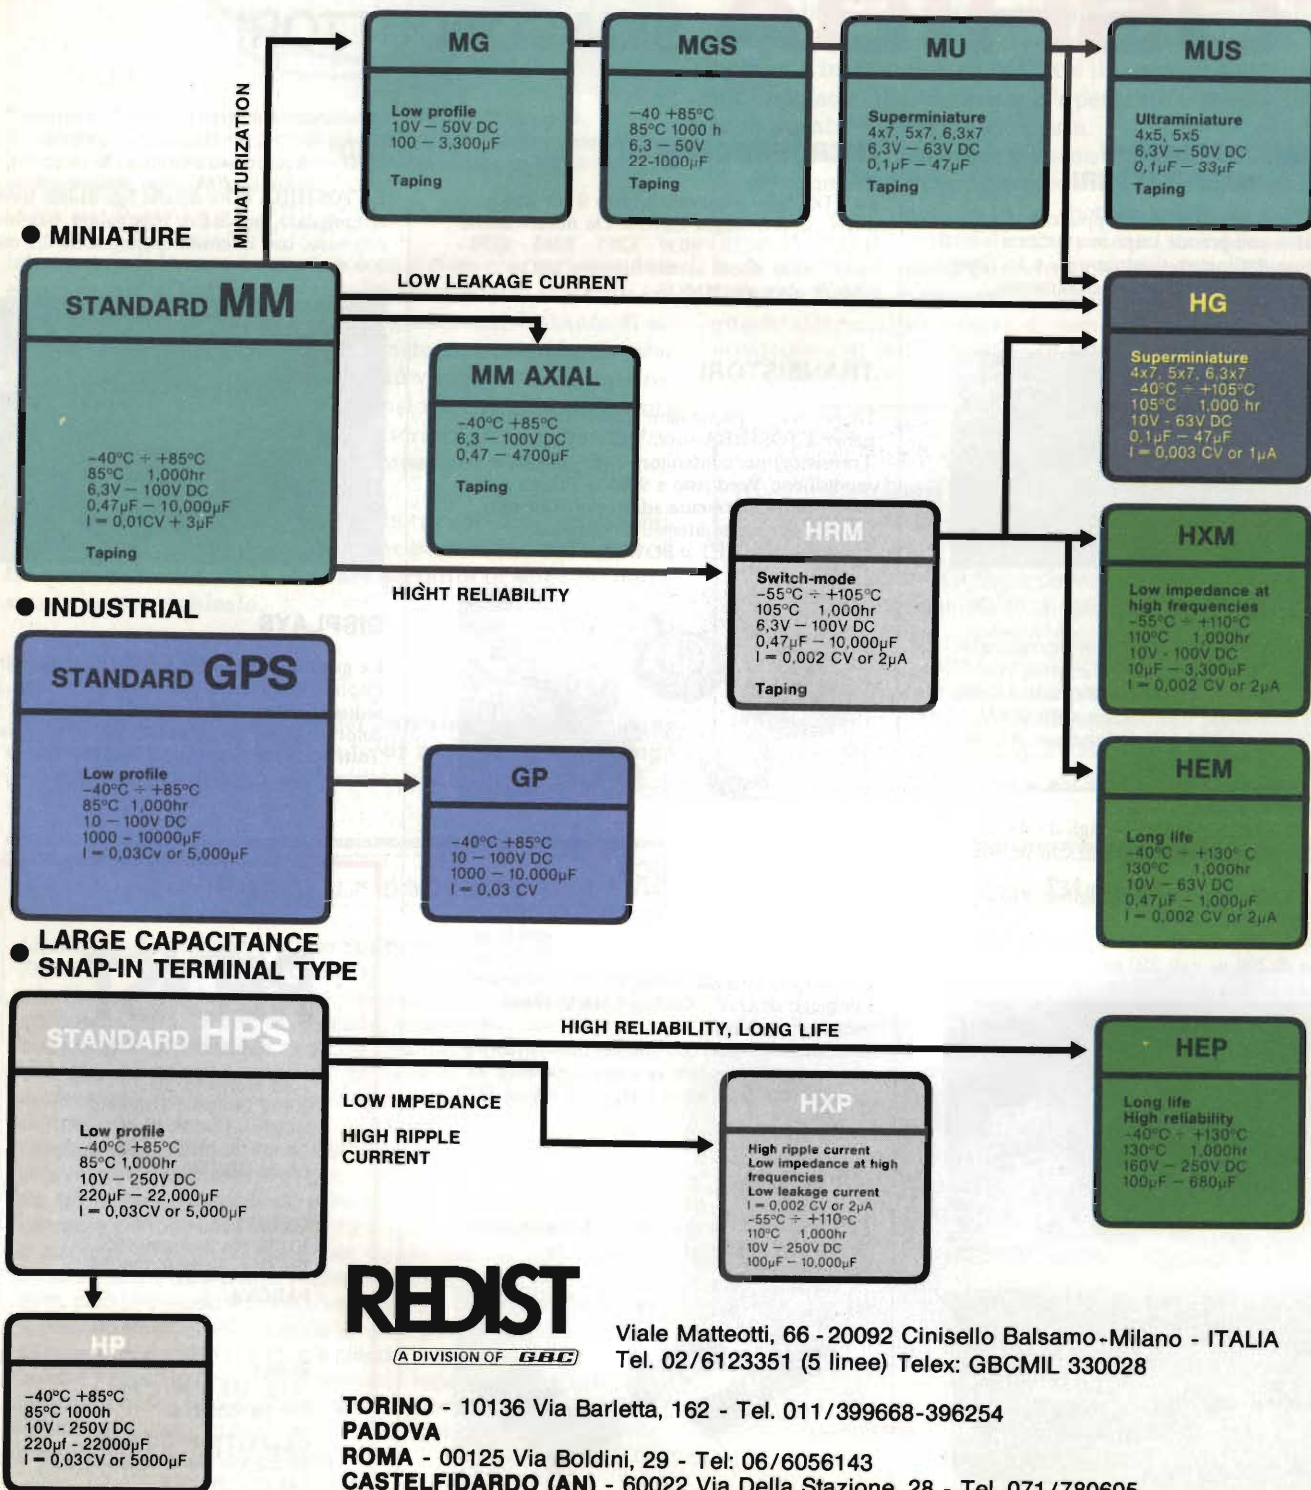 MG
Low profile
10V – 50V DC
100 – 3,300µF
Taping
MGS
–40 +85°C
85°C 1000 h
6,3 – 50V
22-1000µF
Taping
MU
Superminiature
4x7, 5x7, 6,3x7
6,3V – 63V DC
0,1µF – 47µF
Taping
MUS
Ultraminiature
4x5, 5x5
6,3V – 50V DC
0,1µF – 33µF
Taping
MINIATURIZATION
● MINIATURE
STANDARD MM
–40°C ÷ +85°C
85°C 1,000hr
6,3V – 100V DC
0,47µF – 10,000µF
I = 0,01CV + 3µF
Taping
LOW LEAKAGE CURRENT
HG
Superminiature
4x7, 5x7, 6,3x7
–40°C ÷ +105°C
105°C 1,000 hr
10V - 63V DC
0,1µF – 47µF
I = 0,003 CV or 1µA
MM AXIAL
–40°C +85°C
6,3 – 100V DC
0,47 – 4700µF
Taping
HIGHT RELIABILITY
HRM
Switch-mode
–55°C ÷ +105°C
105°C 1,000hr
6,3V – 100V DC
0,47µF – 10,000µF
I = 0,002 CV or 2µA
Taping
HXM
Low impedance at
high frequencies
–55°C ÷ +110°C
110°C 1,000hr
10V - 100V DC
10µF – 3,300µF
I = 0,002 CV or 2µA
● INDUSTRIAL
STANDARD GPS
Low profile
–40°C ÷ +85°C
85°C 1,000hr
10 – 100V DC
1000 - 10000µF
I = 0,03Cv or 5,000µF
GP
–40°C +85°C
10 – 100V DC
1000 – 10.000µF
I = 0,03 CV
HEM
Long life
–40°C ÷ +130°C
130°C 1,000hr
10V – 63V DC
0,47µF – 1,000µF
I = 0,002 CV or 2µA
● LARGE CAPACITANCE
SNAP-IN TERMINAL TYPE
STANDARD HPS
Low profile
–40°C +85°C
85°C 1,000hr
10V – 250V DC
220µF – 22,000µF
I = 0,03CV or 5,000µF
HIGH RELIABILITY, LONG LIFE
LOW IMPEDANCE
HIGH RIPPLE
CURRENT
HXP
High ripple current
Low impedance at high
frequencies
Low leakage current
I = 0,002 CV or 2µA
–55°C ÷ +110°C
110°C 1,000hr
10V – 250V DC
100µF – 10,000µF
HEP
Long life
High reliability
–40°C ÷ +130°C
130°C 1,000hr
160V – 250V DC
100µF – 680µF
HP
–40°C +85°C
85°C 1000h
10V - 250V DC
220µf - 22000µF
I = 0,03CV or 5000µF
REDIST
A DIVISION OF G.B.C
Viale Matteotti, 66 - 20092 Cinisello Balsamo - Milano - ITALIA
Tel. 02/6123351 (5 linee) Telex: GBCMIL 330028
TORINO - 10136 Via Barletta, 162 - Tel. 011/399668-396254
PADOVA
ROMA - 00125 Via Boldini, 29 - Tel: 06/6056143
CASTELFIDARDO (AN) - 60022 Via Della Stazione, 28 - Tel. 071/780605